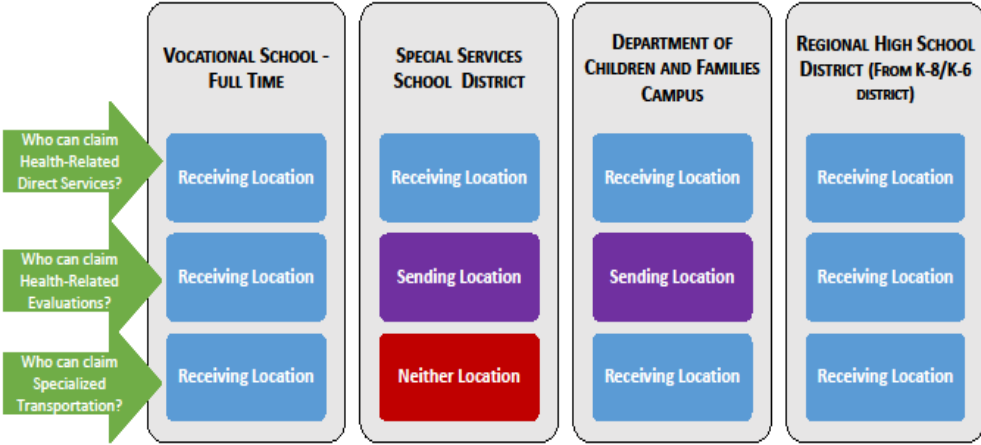 VOCATIONAL SCHOOL -
FULL TIME
SPECIAL SERVICES
SCHOOL DISTRICT
DEPARTMENT OF
CHILDREN AND FAMILIES
CAMPUS
REGIONAL HIGH SCHOOL
DISTRICT (FROM K-8/K-6
DISTRICT)
Who can claim
Health-Related
Direct Services?
Receiving Location
Receiving Location
Receiving Location
Receiving Location
Who can claim
Health-Related
Evaluations?
Receiving Location
Sending Location
Sending Location
Receiving Location
Who can claim
Specialized
Transportation?
Receiving Location
Neither Location
Receiving Location
Receiving Location